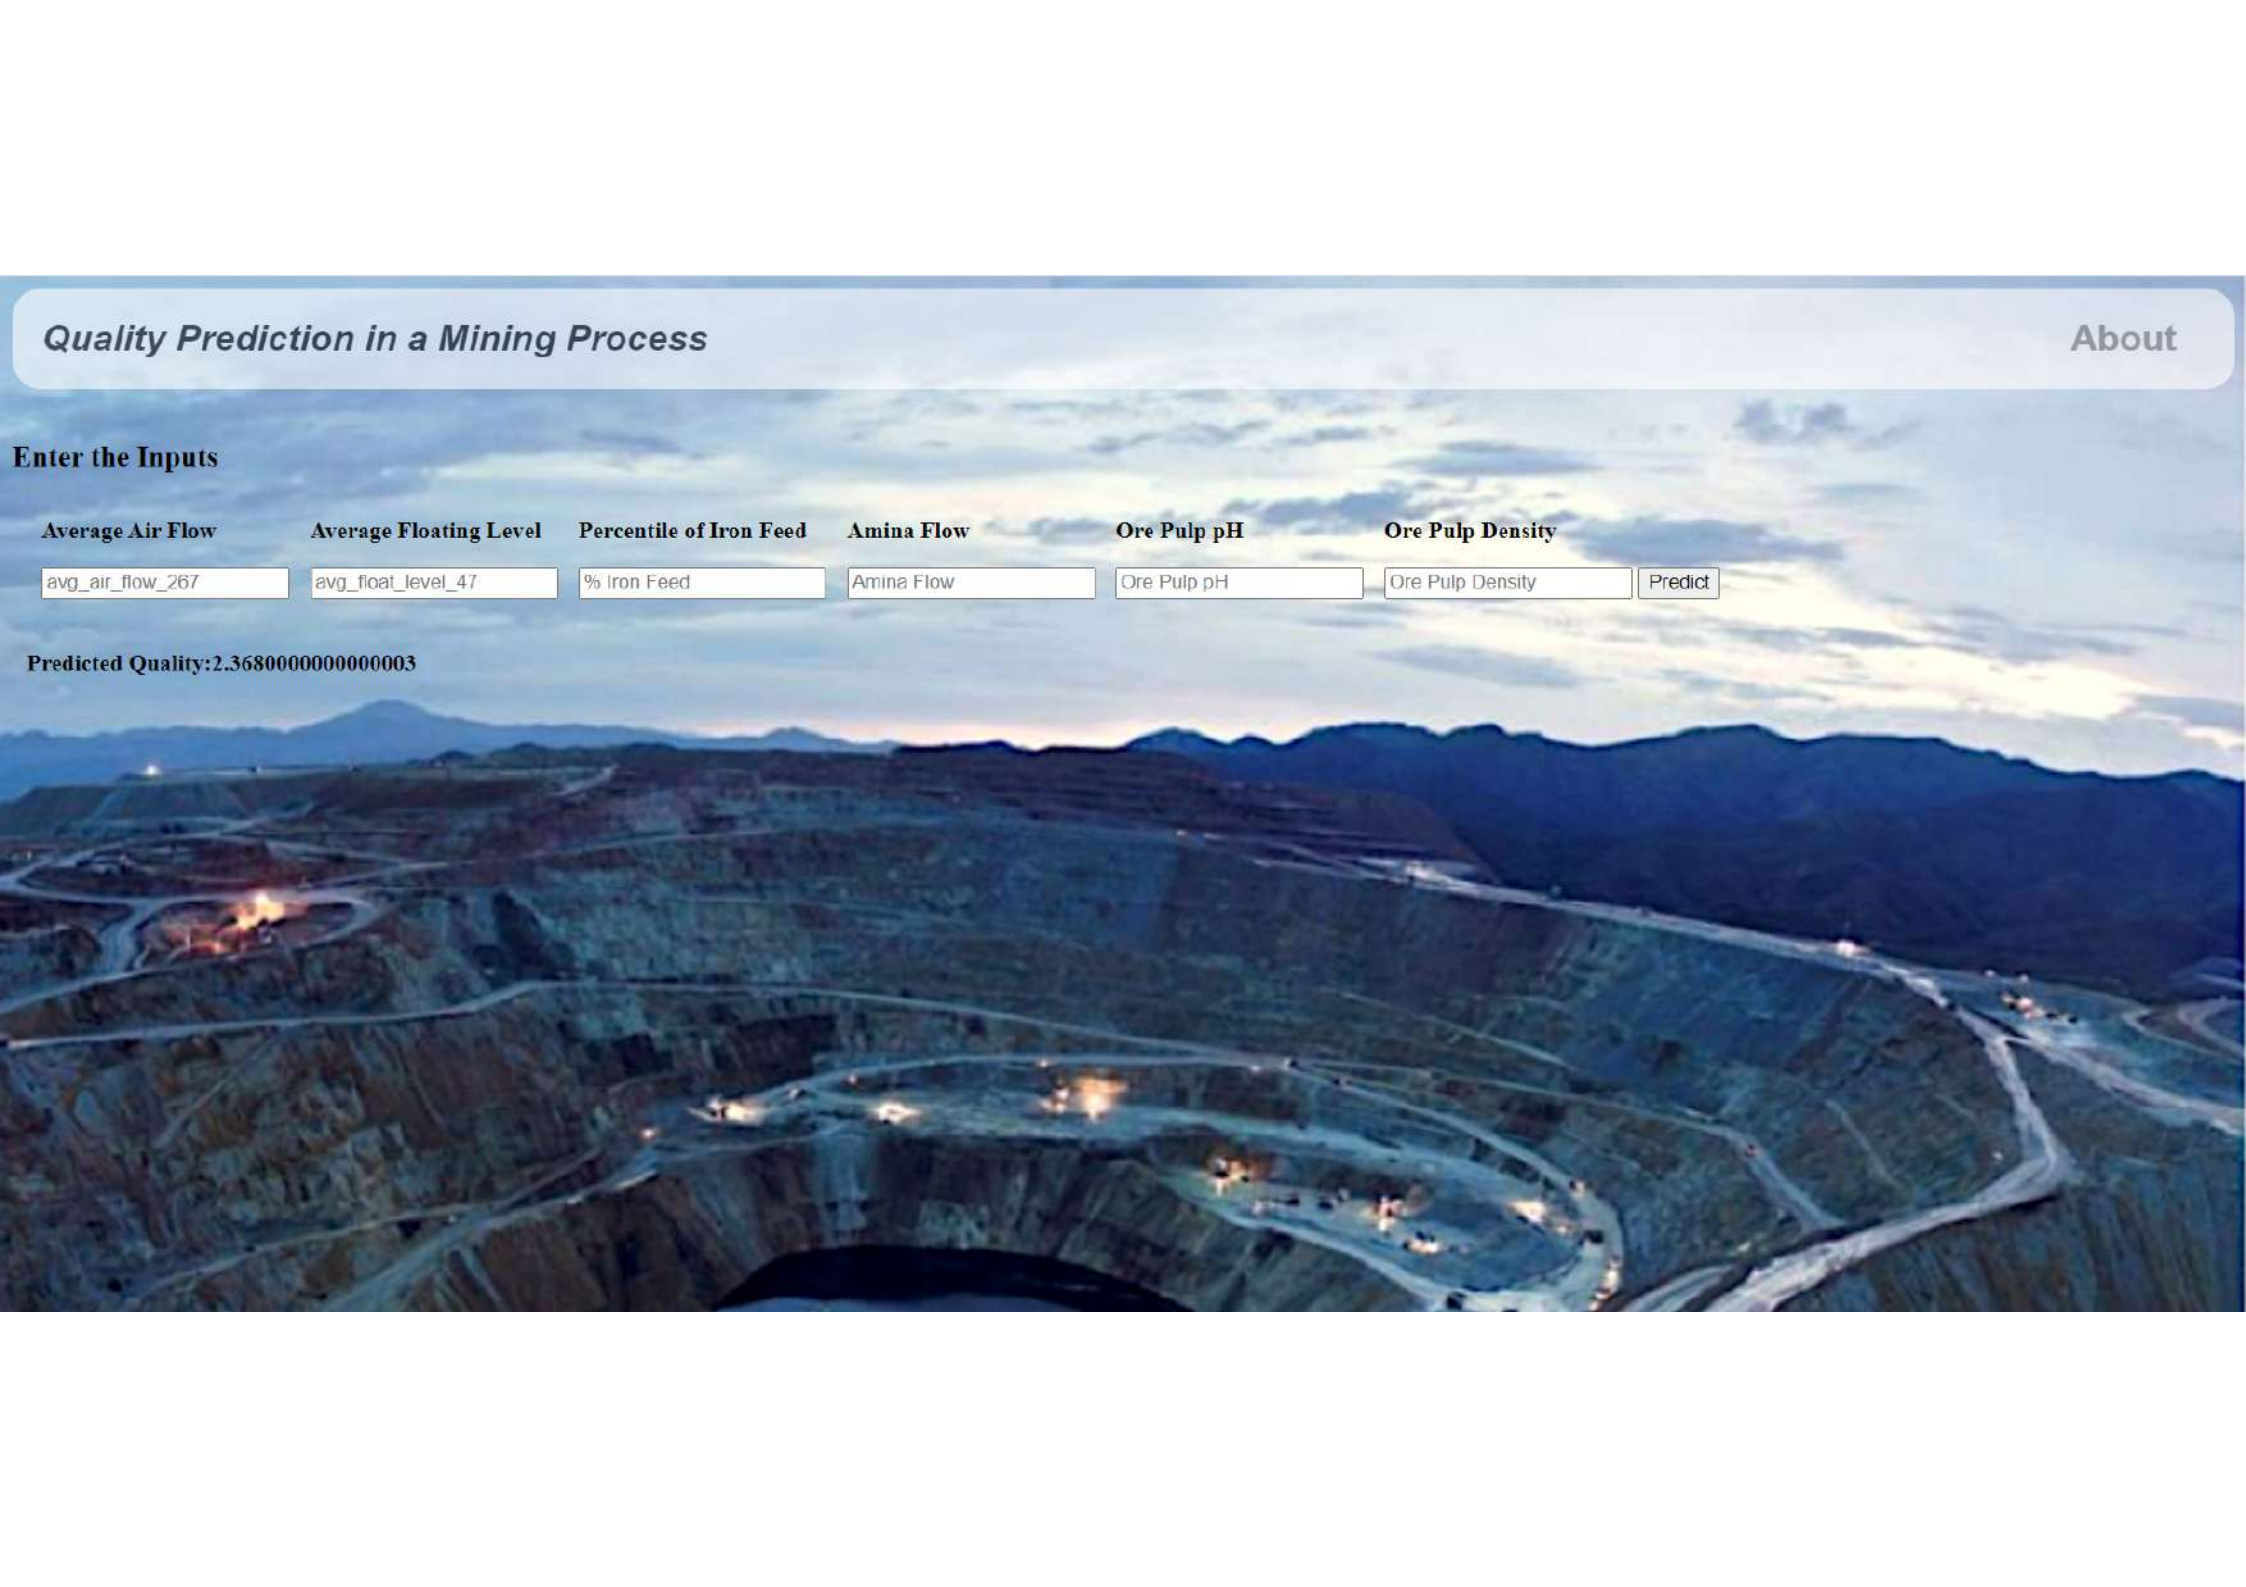 Quality Prediction in a Mining Process About
Enter the Inputs
Average Air Flow Average Floating Level Percentile of Iron Feed Amina Flow Ore Pulp pH Ore Pulp Density
avg_air_flow_267 avg_float_level_47 % Iron Feed Amina Flow Ore Pulp pH Ore Pulp Density Predict
Predicted Quality:2.3680000000000003